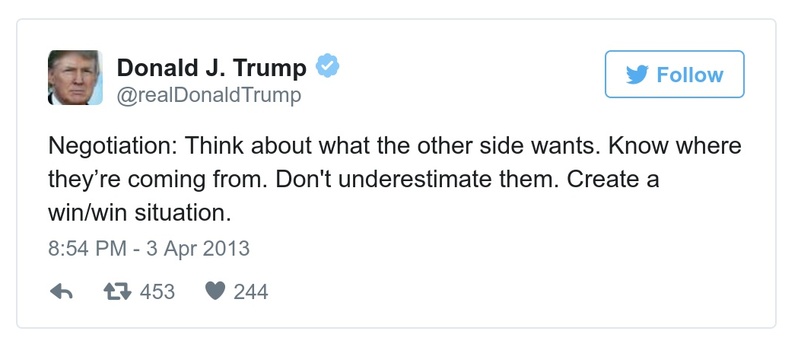 Donald J. Trump
@realDonaldTrump
Follow
Negotiation: Think about what the other side wants. Know where
they’re coming from. Don't underestimate them. Create a
win/win situation.
8:54 PM - 3 Apr 2013
453 244